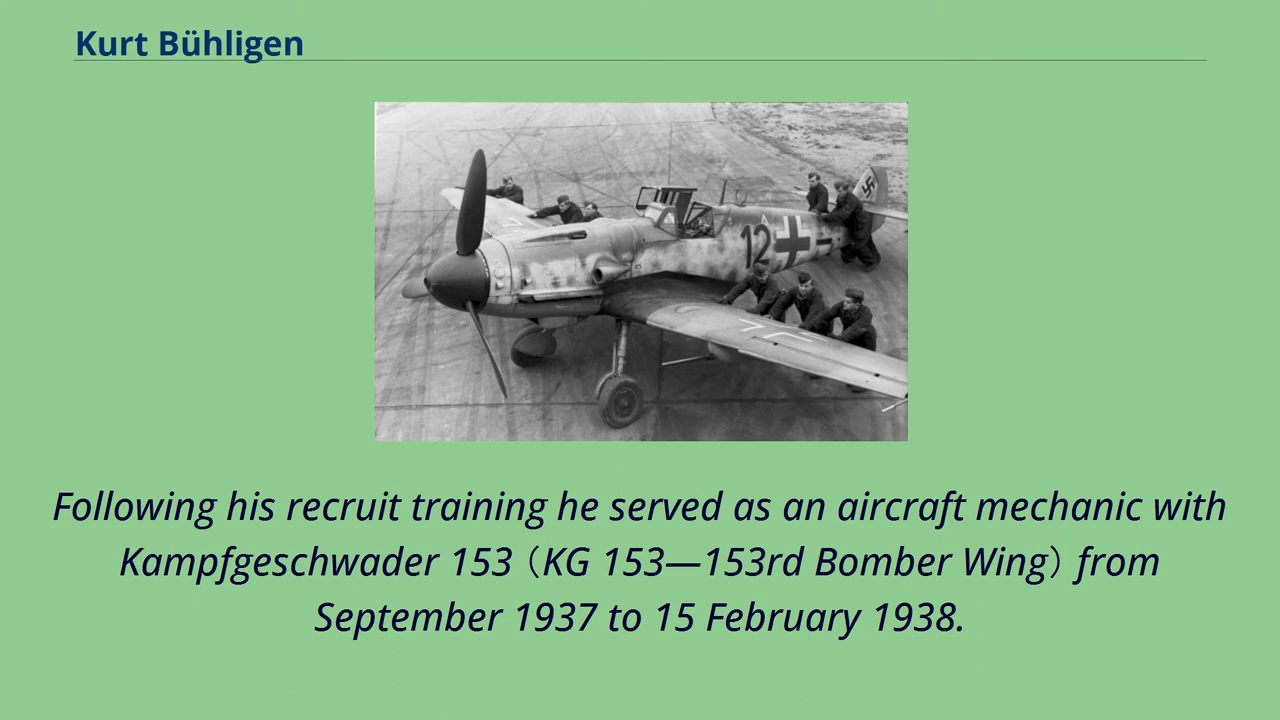 Kurt Bühligen
12
Following his recruit training he served as an aircraft mechanic with
Kampfgeschwader 153 (KG 153—153rd Bomber Wing) from
September 1937 to 15 February 1938.